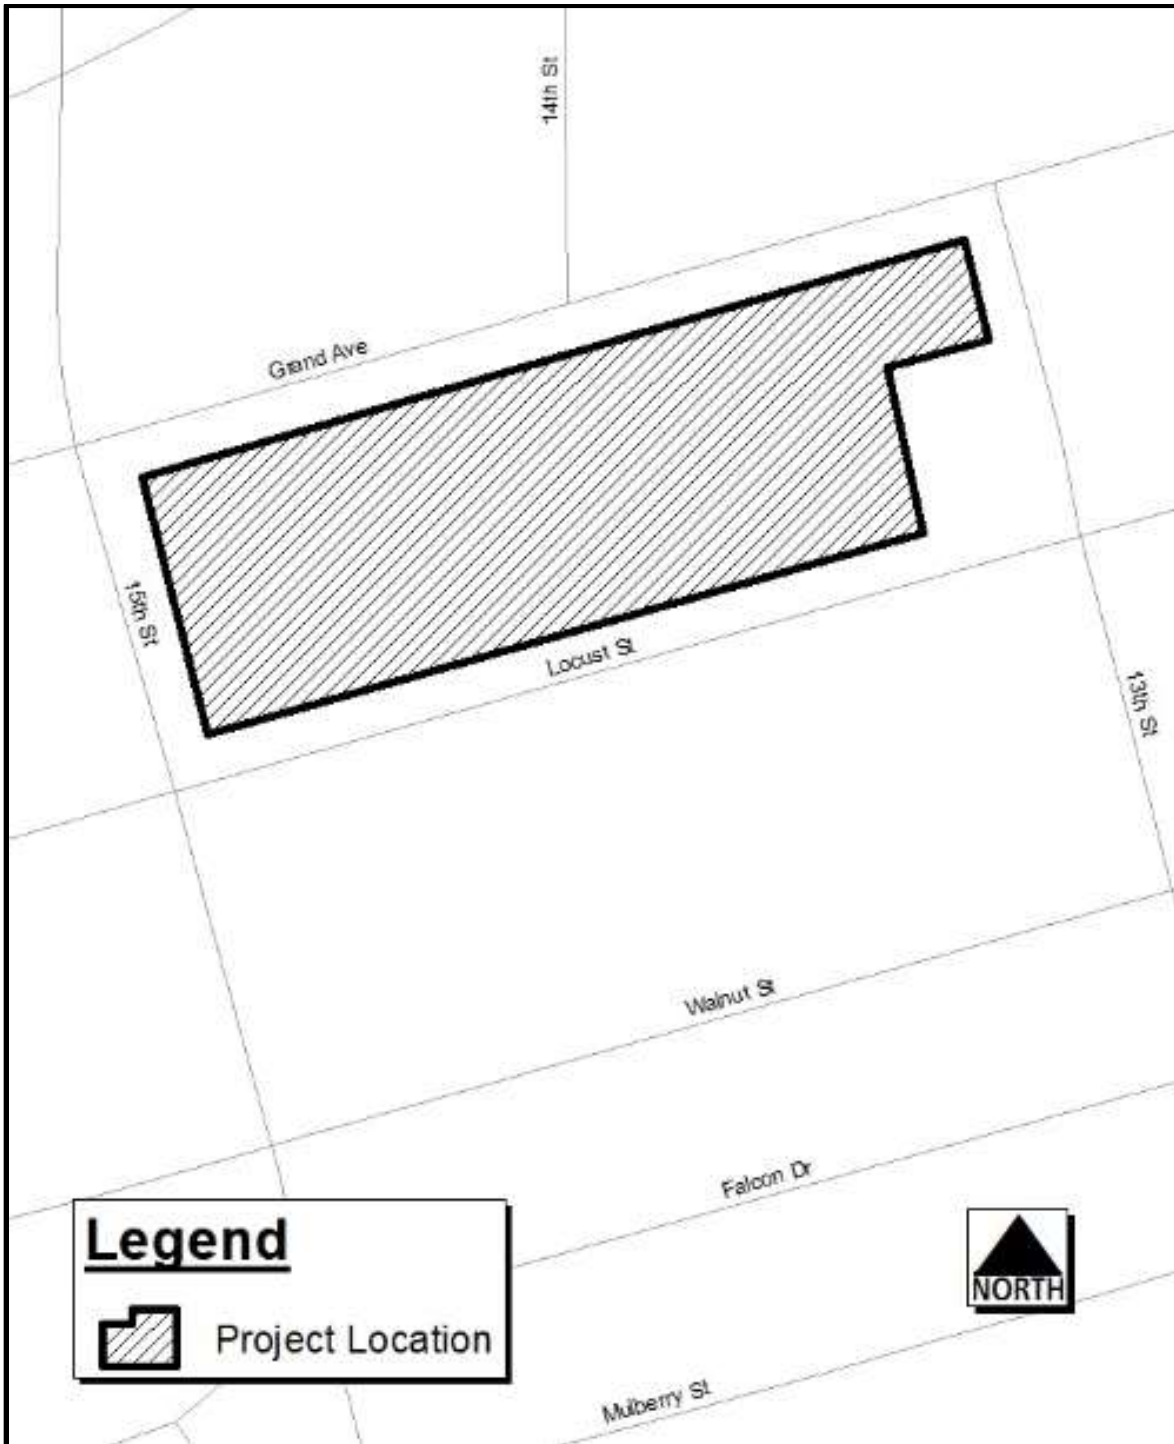 14th St
Grand Ave
15th St
Locust St
13th St
Walnut St
Falcon Dr
Legend
Project Location
NORTH
Mulberry St